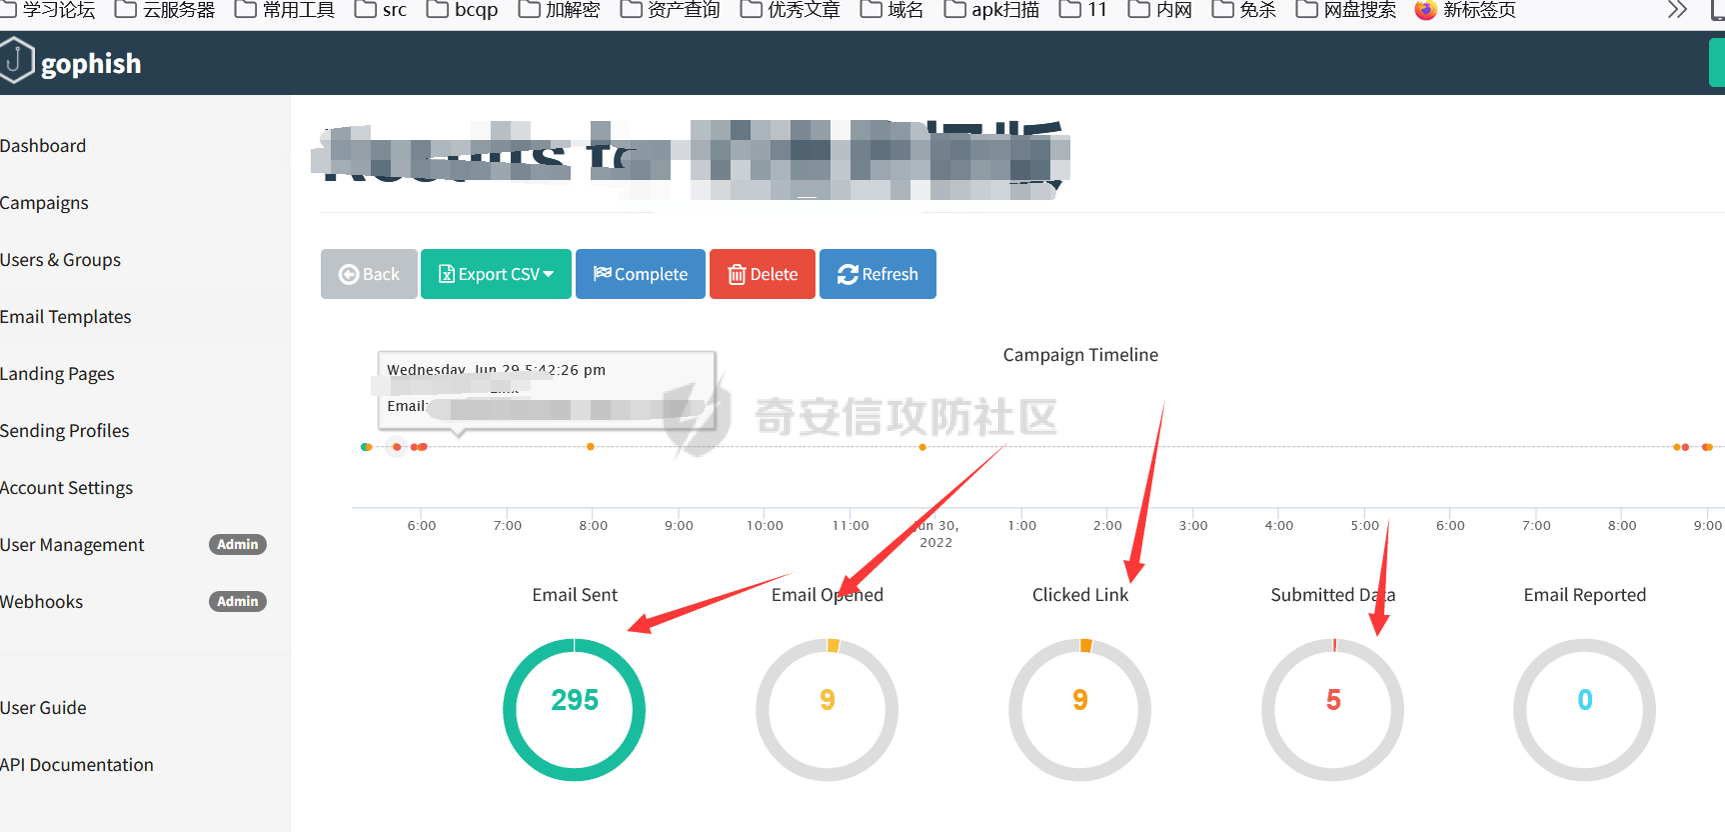 学习论坛 云服务器 常用工具 src bcqp 加解密 资产查询 优秀文章 域名 apk扫描 11 内网 免杀 网盘搜索 新标签页
gophish
Dashboard
Campaigns
Users & Groups
Email Templates
Landing Pages
Sending Profiles
Account Settings
User Management Admin
Webhooks Admin
User Guide
API Documentation
Results fo
Back Export CSV Complete Delete Refresh
Campaign Timeline
Wednesday, Jun 29 5:42:26 pm
Link
Email:
奇安信攻防社区
6:00 7:00 8:00 9:00 10:00 11:00 Jun 30, 1:00 2:00 3:00 4:00 5:00 6:00 7:00 8:00 9:00
2022
Email Sent Email Opened Clicked Link Submitted Data Email Reported
295 9 9 5 0